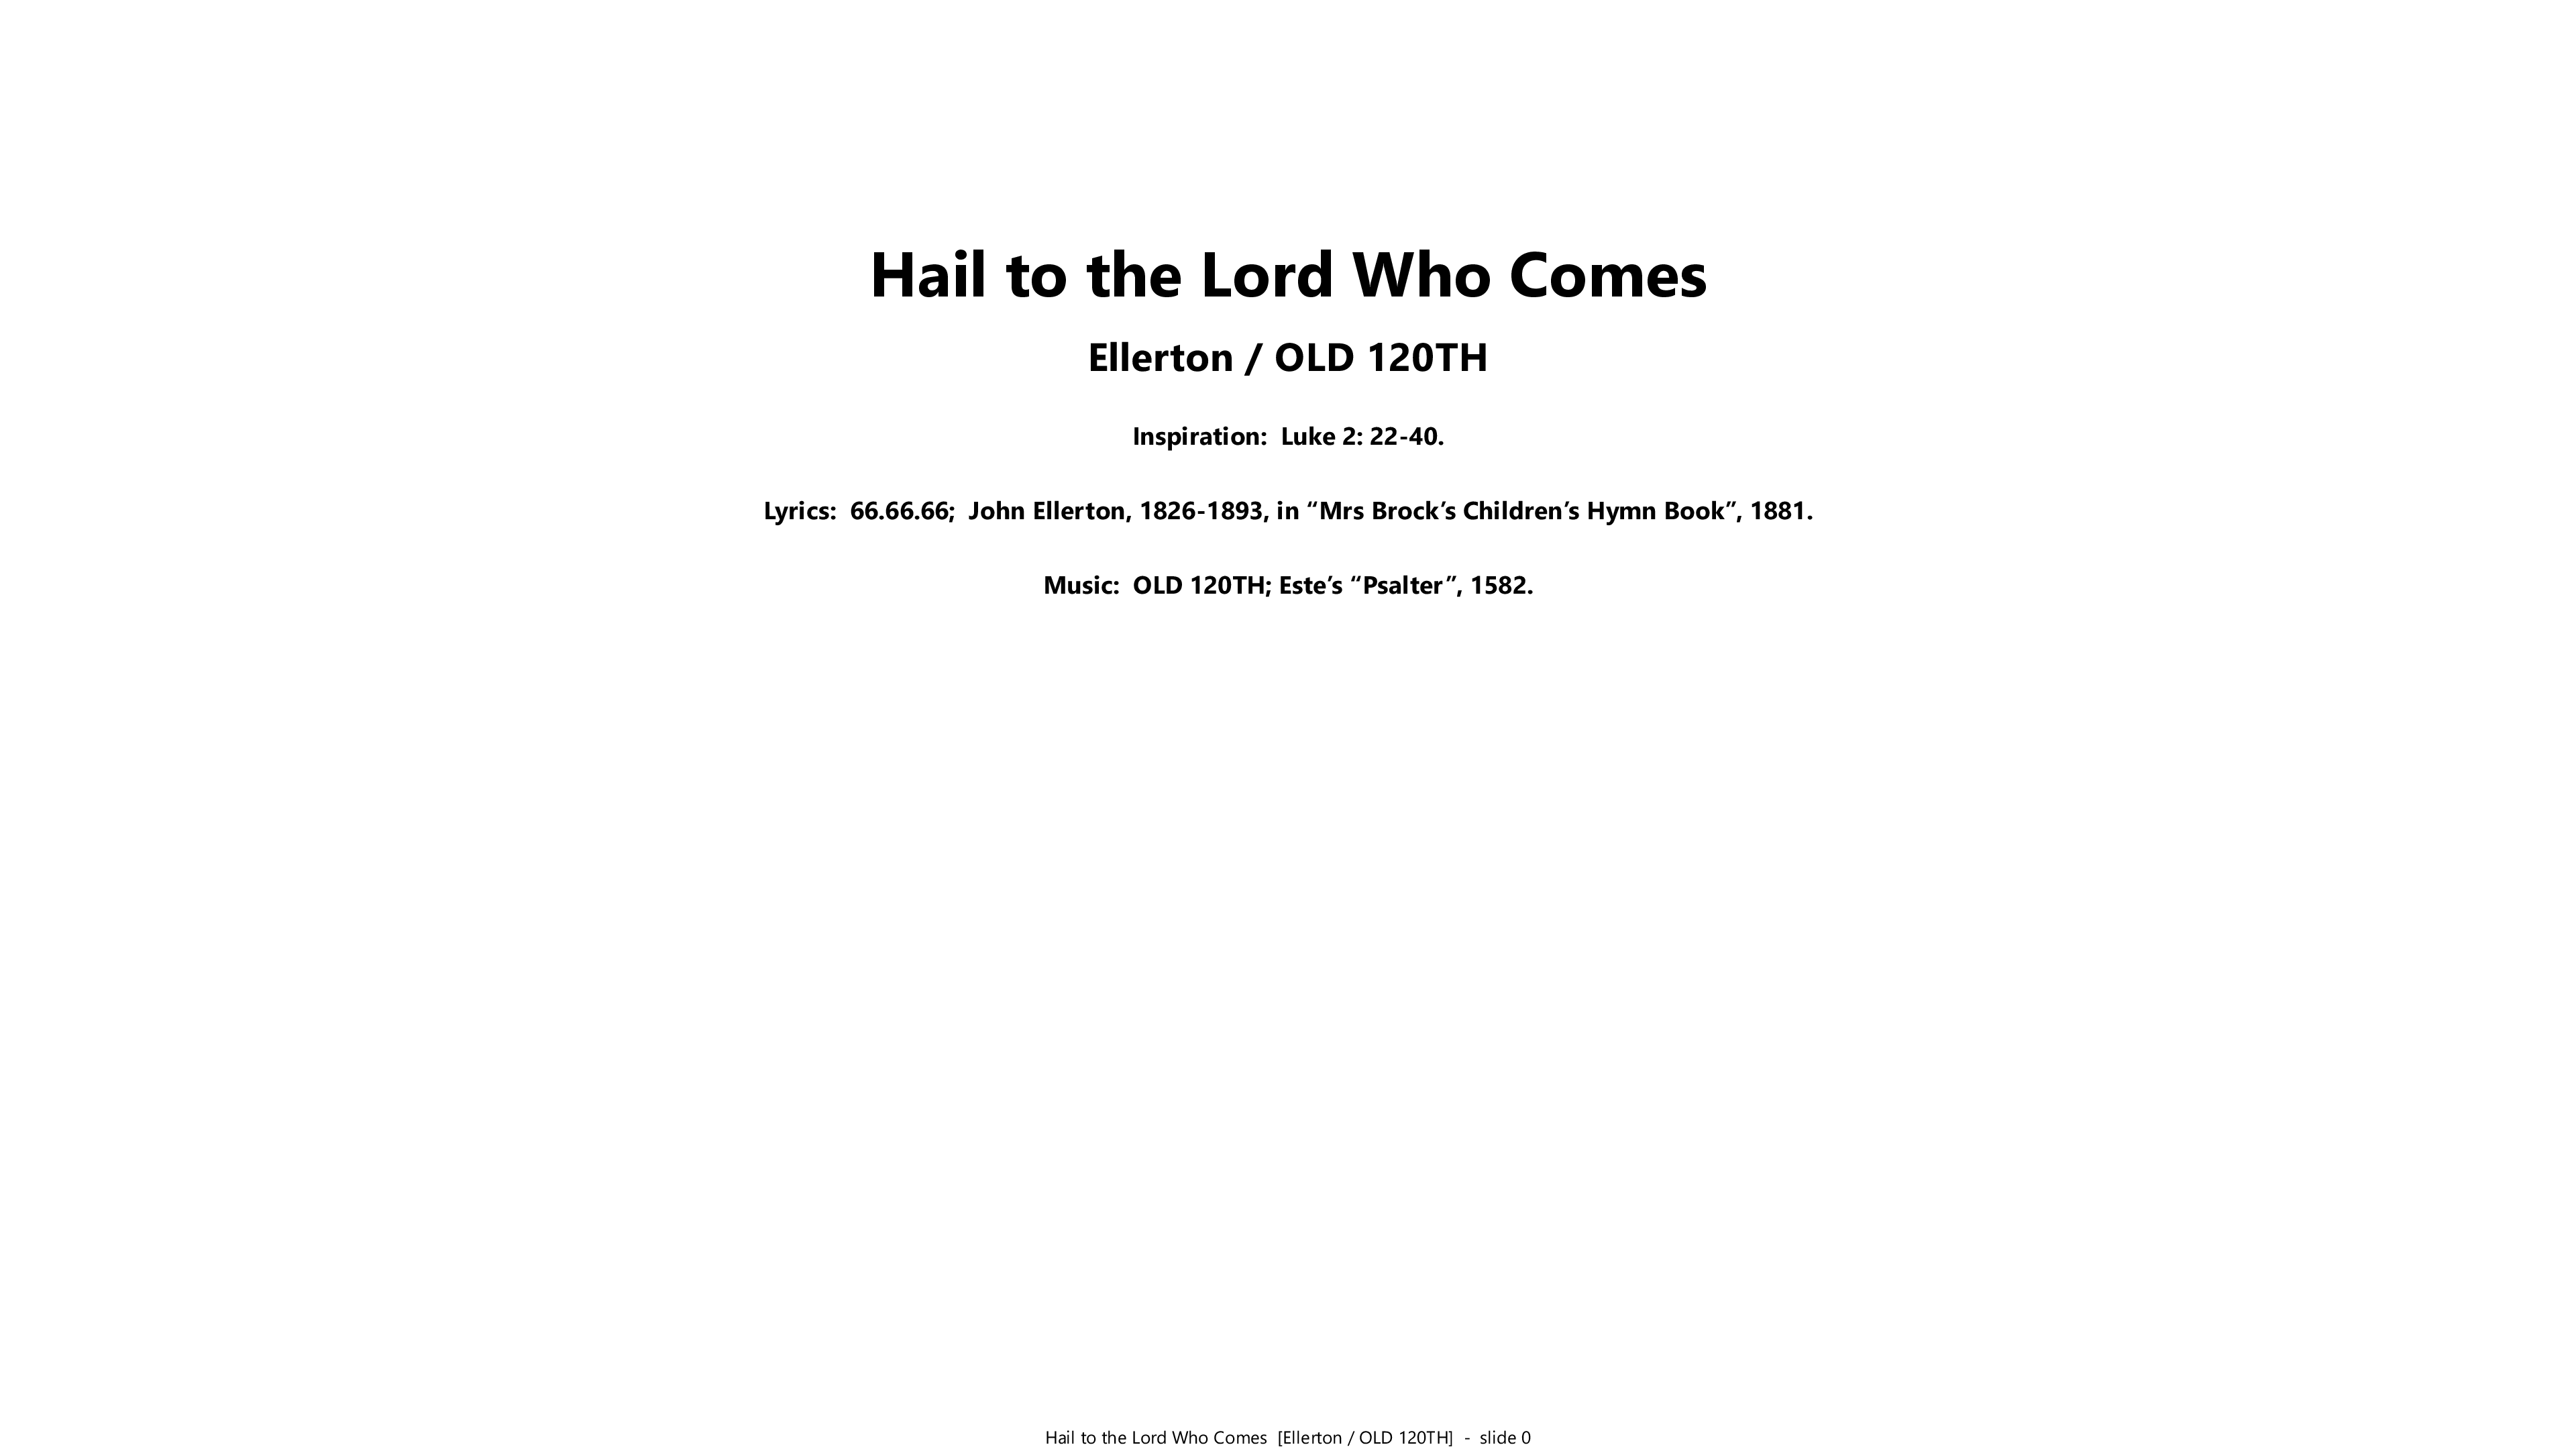 Hail to the Lord Who Comes
Ellerton / OLD 120TH
Inspiration:  Luke 2: 22-40.
Lyrics:  66.66.66;  John Ellerton, 1826-1893, in “Mrs Brock’s Children’s Hymn Book”, 1881.
Music:  OLD 120TH; Este’s “Psalter”, 1582.
Hail to the Lord Who Comes  [Ellerton / OLD 120TH]  -  slide 0